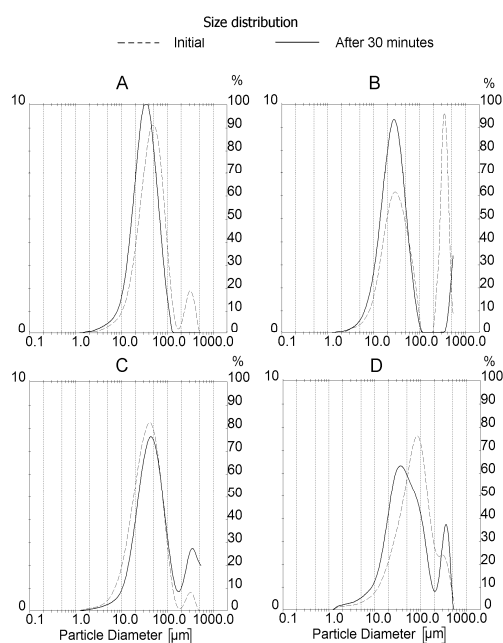 Size distribution
Initial After 30 minutes
A % B %
10 100 10 100
90 90
80 80
70 70
60 60
50 50
40 40
30 30
20 20
10 10
0 0 0 0
0.1 1.0 10.0 100.0 1000.0 0.1 1.0 10.0 100.0 1000.0
C % D %
10 100 10 100
90 90
80 80
70 70
60 60
50 50
40 40
30 30
20 20
10 10
0 0 0 0
0.1 1.0 10.0 100.0 1000.0 0.1 1.0 10.0 100.0 1000.0
Particle Diameter [µm] Particle Diameter [µm]